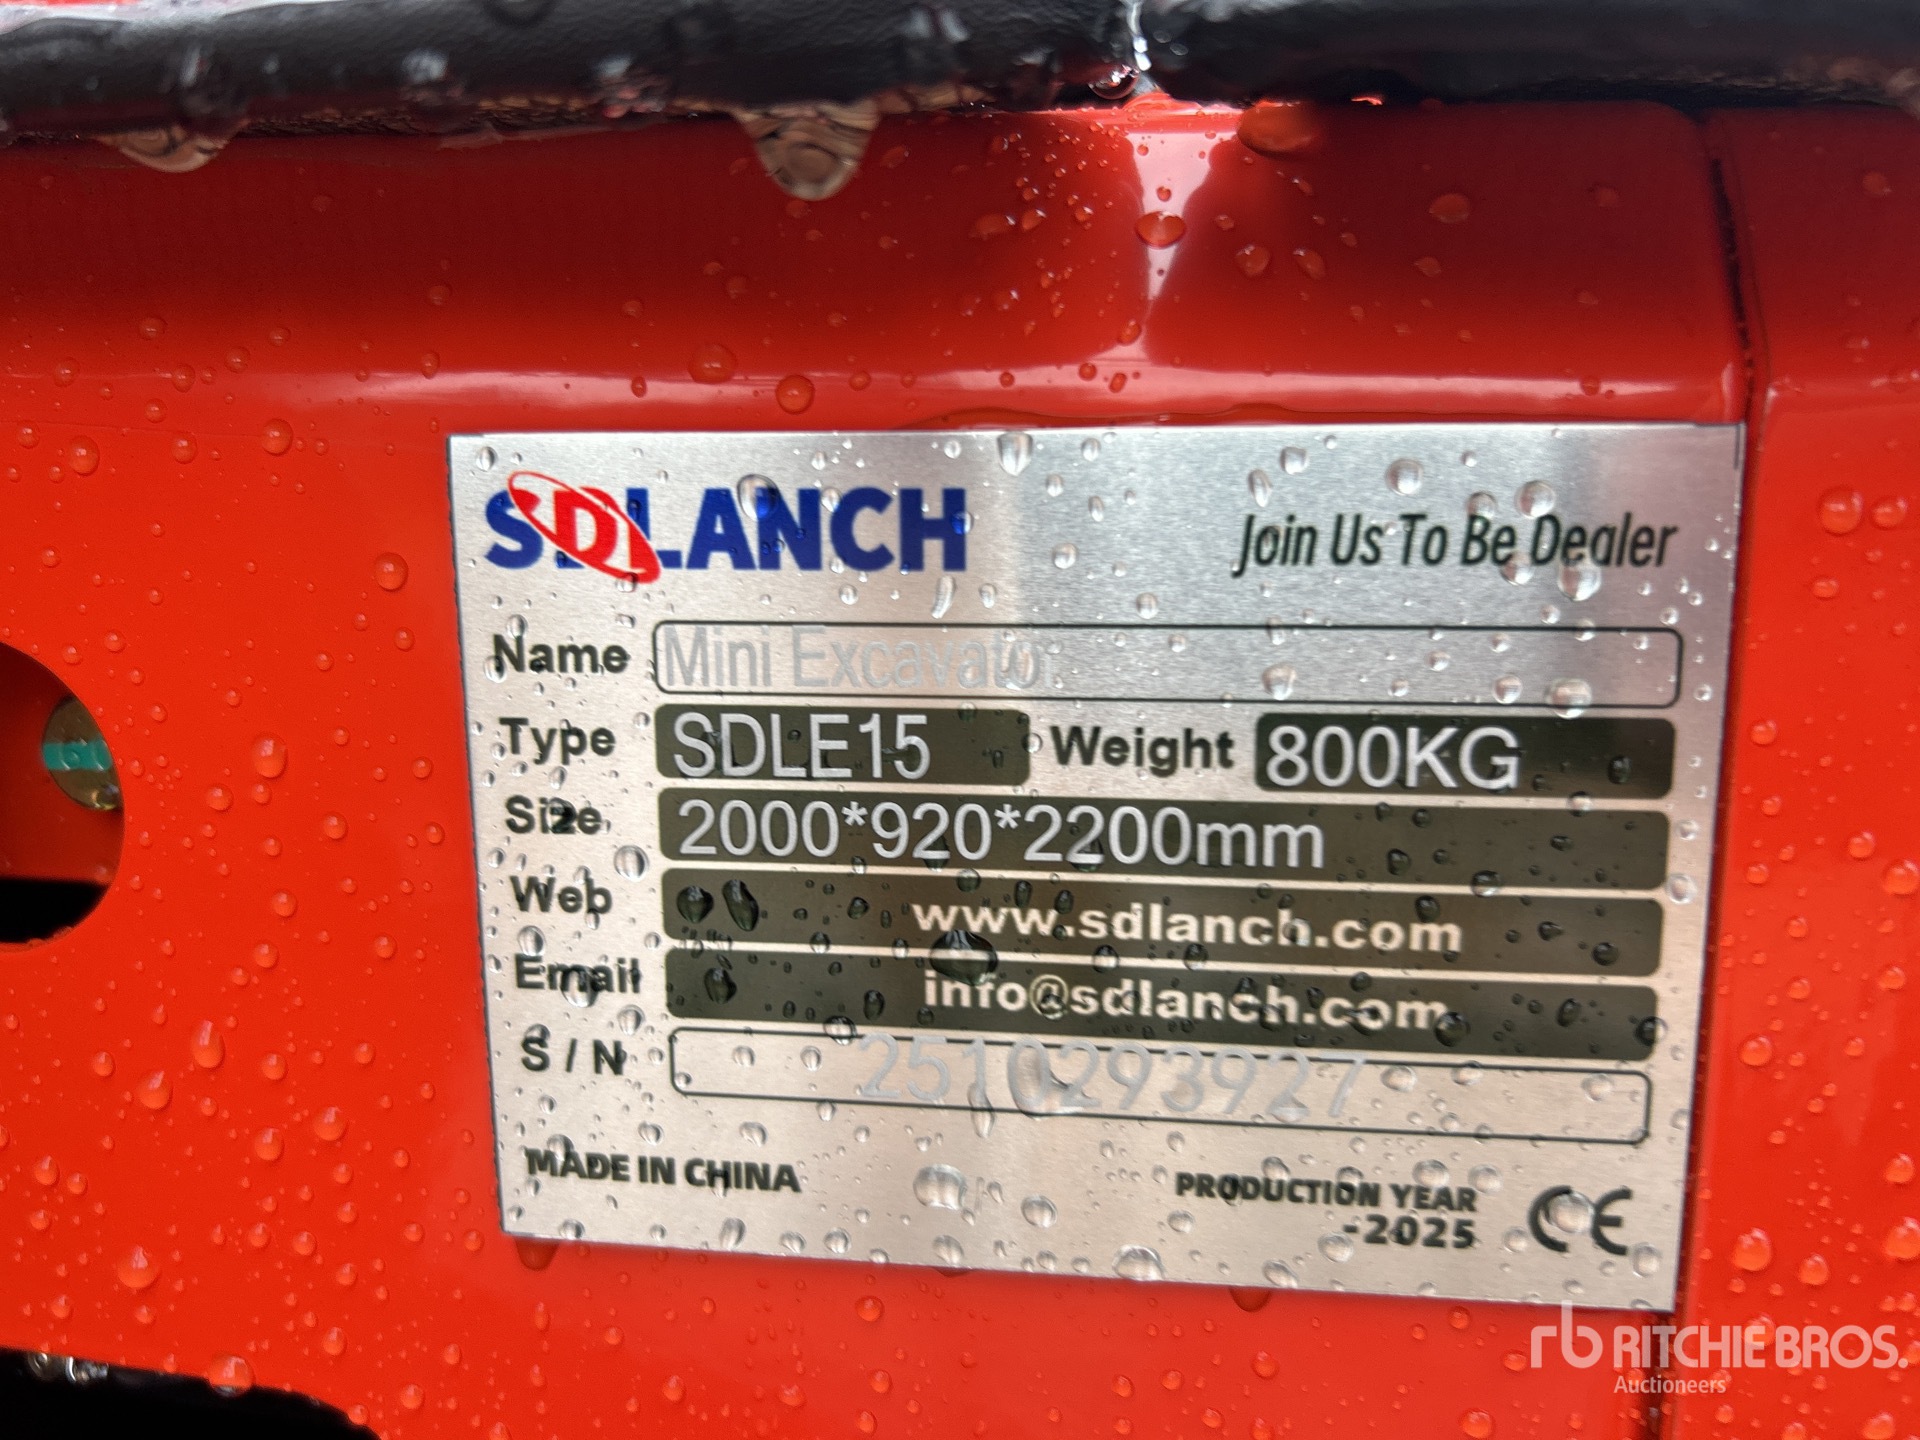 SDLANCH
Join Us To Be Dealer
Name Mini Excavator
Type SDLE15 Weight 800KG
Size 2000*920*2200mm
Web www.sdlanch.com
Email info@sdlanch.com
S / N 2510293927
MADE IN CHINA
PRODUCTION YEAR
-2025
CE
rb RITCHIE BROS.
Auctioneers